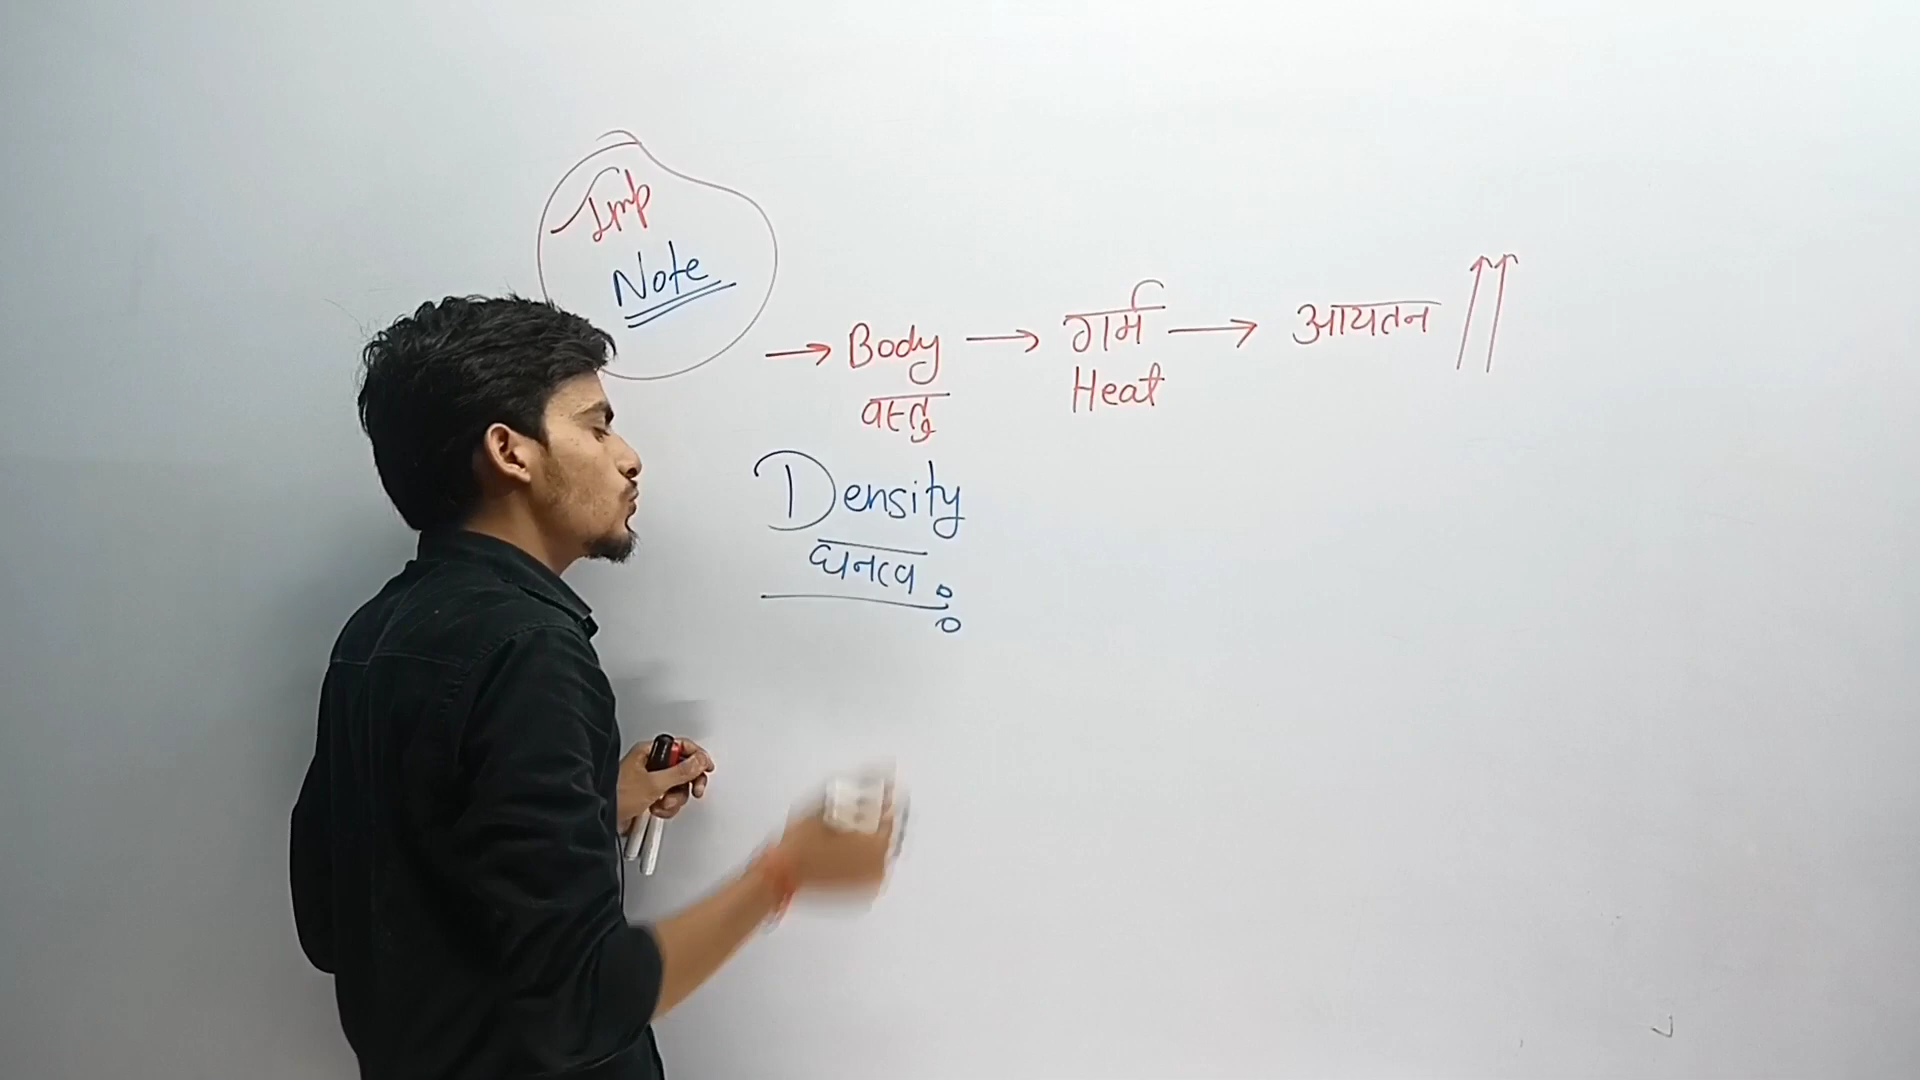 Imp
Note
→ Body → गर्म → आयतन ↑↑
वस्तु Heat
Density
घनत्व :